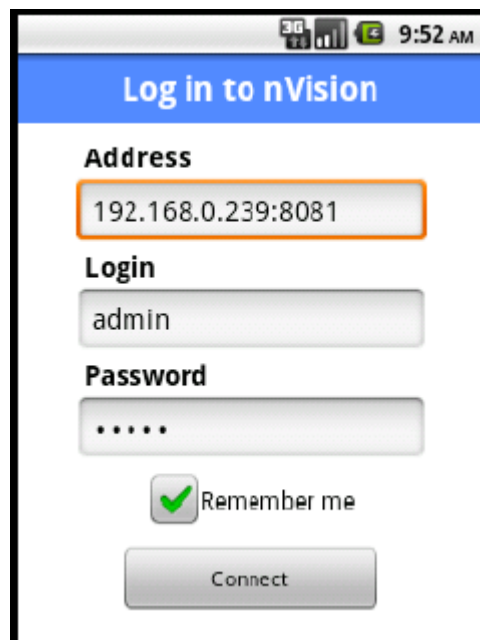 3G
9:52 AM
Log in to nVision
Address
192.168.0.239:8081
Login
admin
Password
•••••
Remember me
Connect